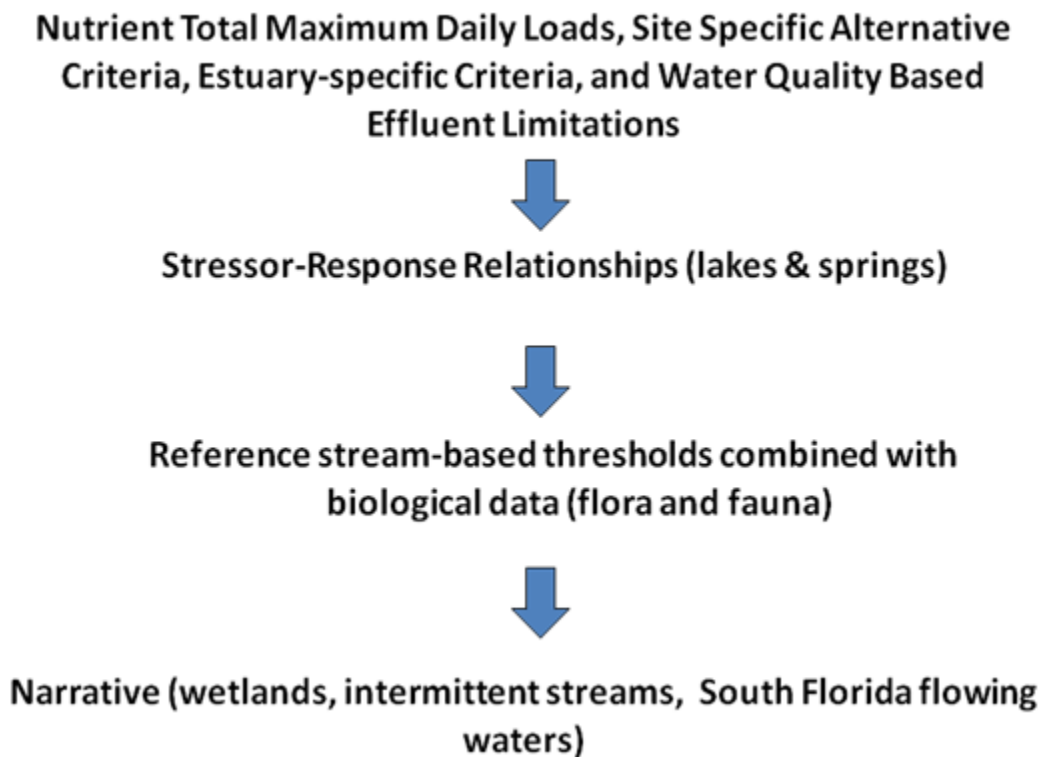 Nutrient Total Maximum Daily Loads, Site Specific Alternative
Criteria, Estuary-specific Criteria, and Water Quality Based
Effluent Limitations
Stressor-Response Relationships (lakes & springs)
Reference stream-based thresholds combined with
biological data (flora and fauna)
Narrative (wetlands, intermittent streams, South Florida flowing
waters)